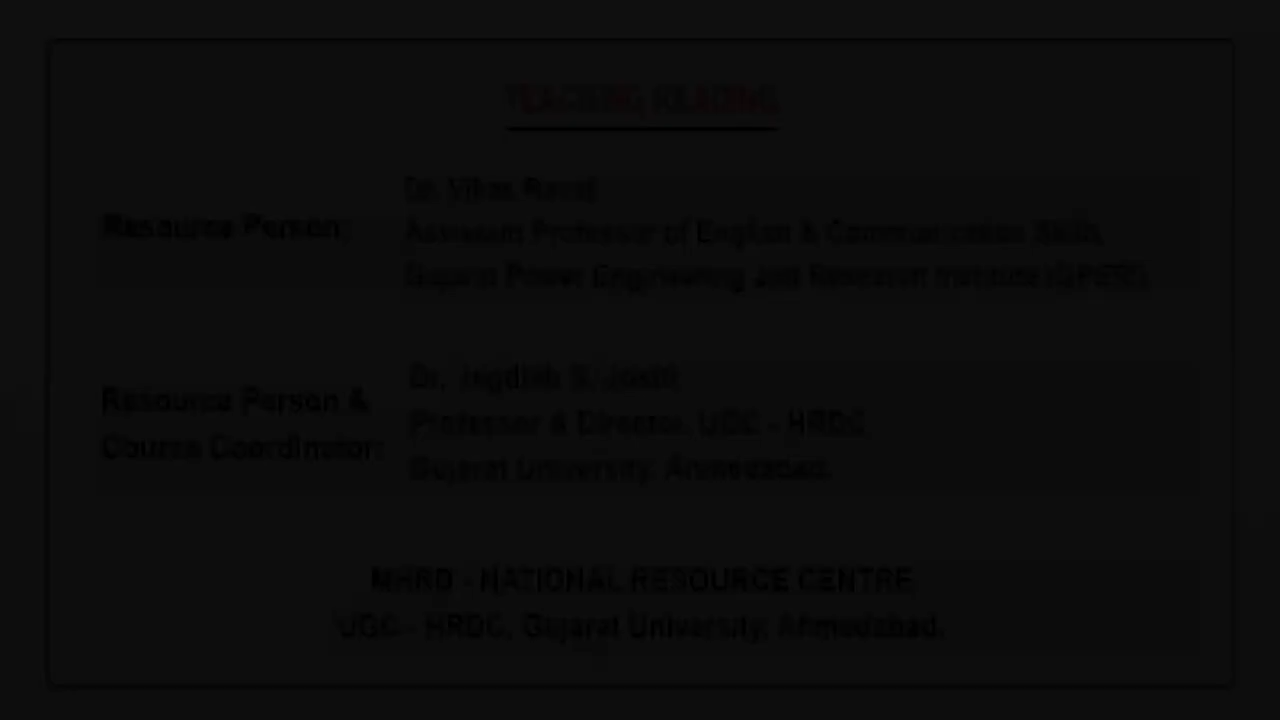 TEACHING READING
Dr. Vikas Raval
Resource Person:
Assistant Professor of English & Communication Skills,
Gujarat Power Engineering and Research Institute (GPERI)
Dr. Jagdish S. Joshi
Resource Person &
Professor & Director, UGC - HRDC
Course Coordinator:
Gujarat University, Ahmedabad.
MHRD - NATIONAL RESOURCE CENTRE
UGC - HRDC, Gujarat University, Ahmedabad.